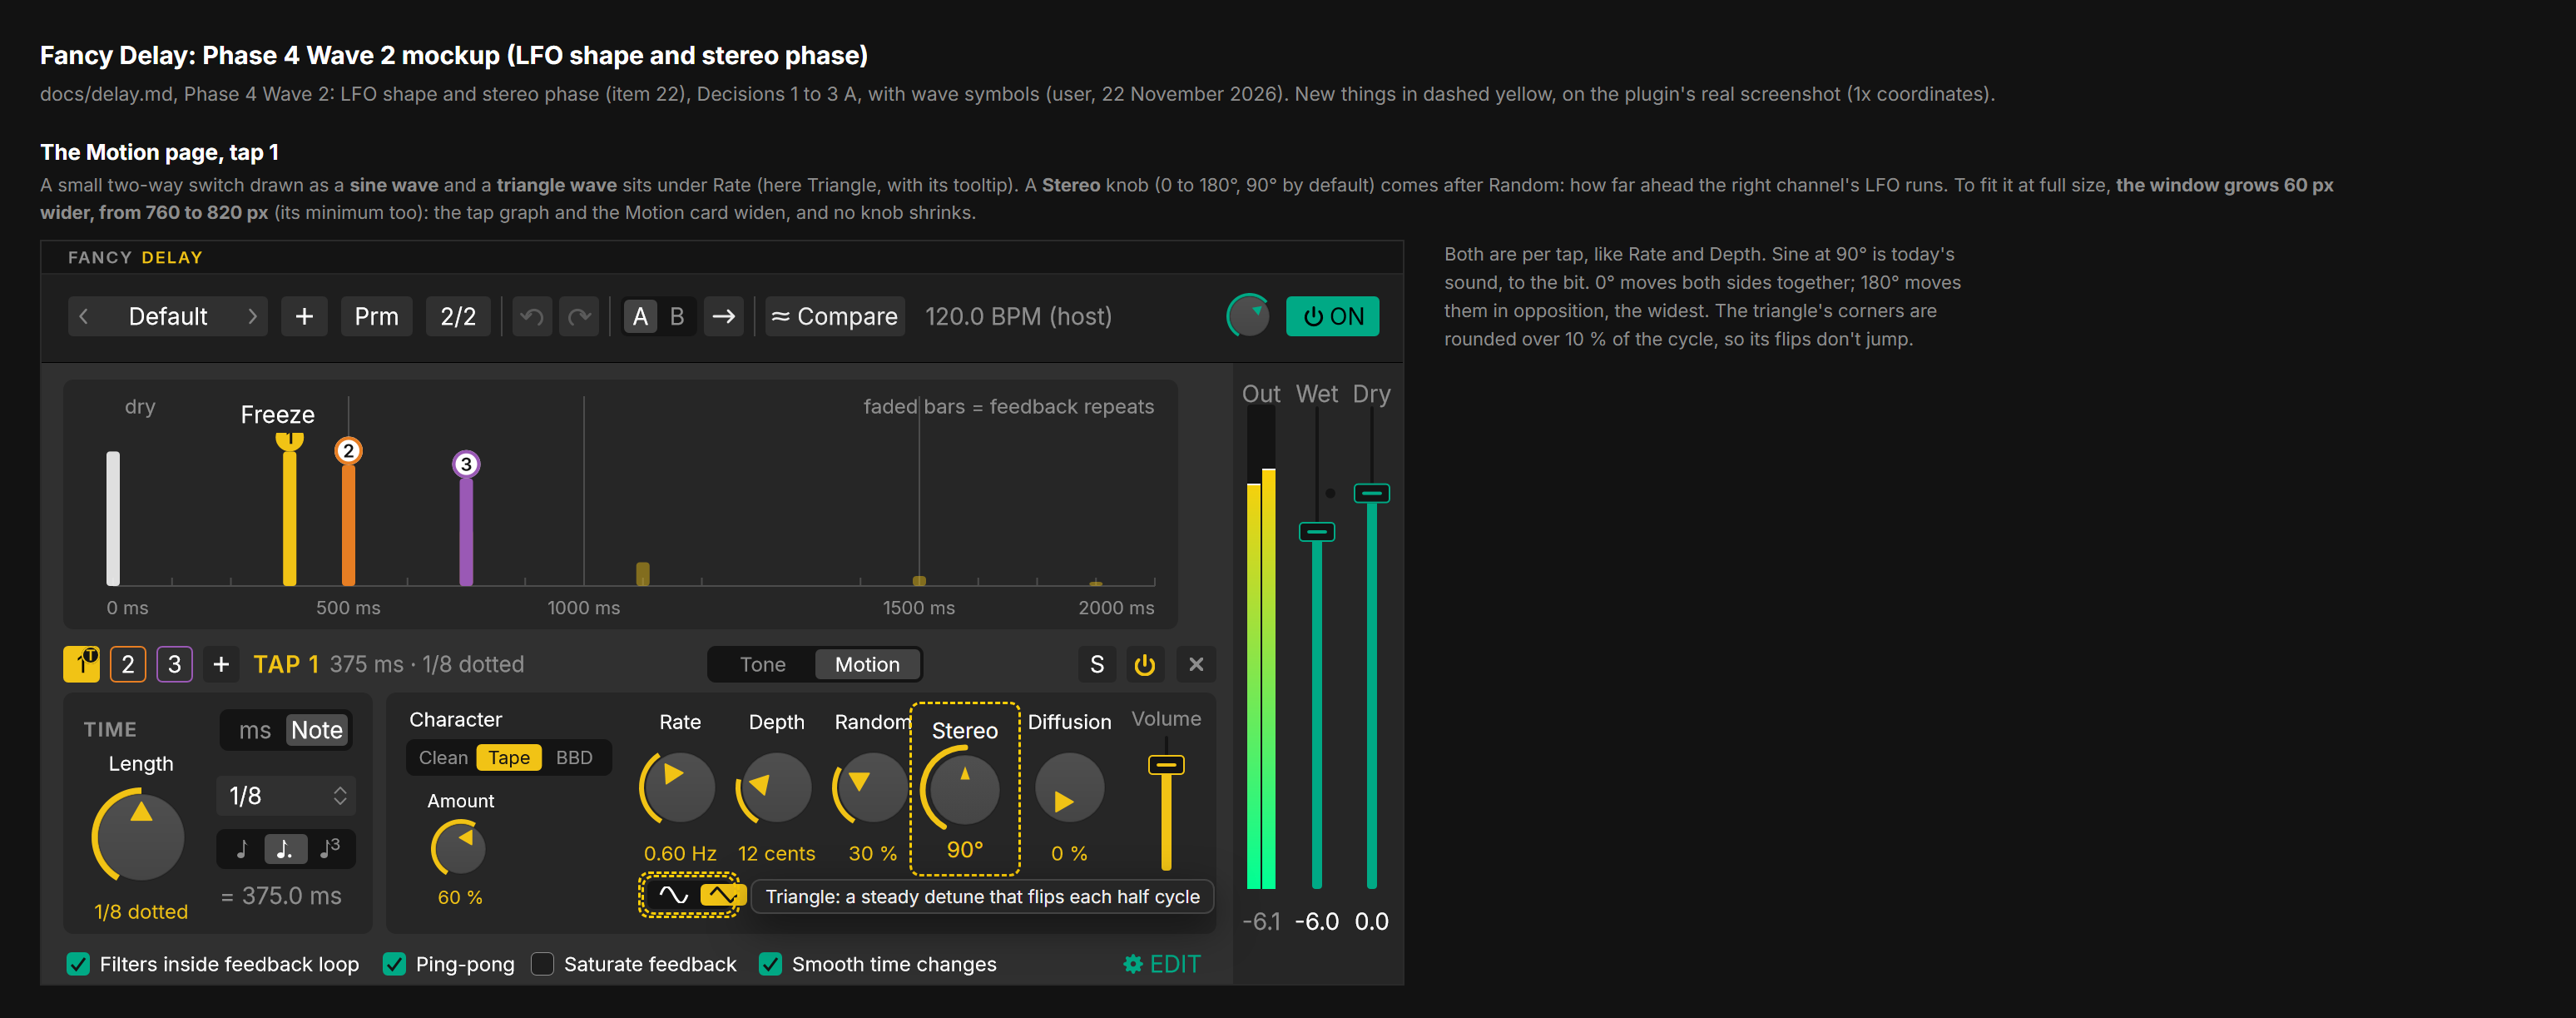 Fancy Delay: Phase 4 Wave 2 mockup (LFO shape and stereo phase)
docs/delay.md, Phase 4 Wave 2: LFO shape and stereo phase (item 22), Decisions 1 to 3 A, with wave symbols (user, 22 November 2026). New things in dashed yellow, on the plugin's real screenshot (1x coordinates).
The Motion page, tap 1
A small two-way switch drawn as a sine wave and a triangle wave sits under Rate (here Triangle, with its tooltip). A Stereo knob (0 to 180°, 90° by default) comes after Random: how far ahead the right channel's LFO runs. To fit it at full size, the window grows 60 px
wider, from 760 to 820 px (its minimum too): the tap graph and the Motion card widen, and no knob shrinks.
FANCY DELAY
Default + Prm 2/2 A B → ≈ Compare 120.0 BPM (host) ON
Both are per tap, like Rate and Depth. Sine at 90° is today's
sound, to the bit. 0° moves both sides together; 180° moves
them in opposition, the widest. The triangle's corners are
rounded over 10 % of the cycle, so its flips don't jump.
dry Freeze faded bars = feedback repeats
1 2 3
0 ms 500 ms 1000 ms 1500 ms 2000 ms
Out Wet Dry
-6.1 -6.0 0.0
1 T 2 3 + TAP 1 375 ms · 1/8 dotted Tone Motion S ×
TIME ms Note
Length
1/8
3
1/8 dotted = 375.0 ms
Character
Clean Tape BBD
Amount
60 %
Rate Depth Random Stereo Diffusion Volume
0.60 Hz 12 cents 30 % 90° 0 %
Triangle: a steady detune that flips each half cycle
Filters inside feedback loop Ping-pong Saturate feedback Smooth time changes EDIT